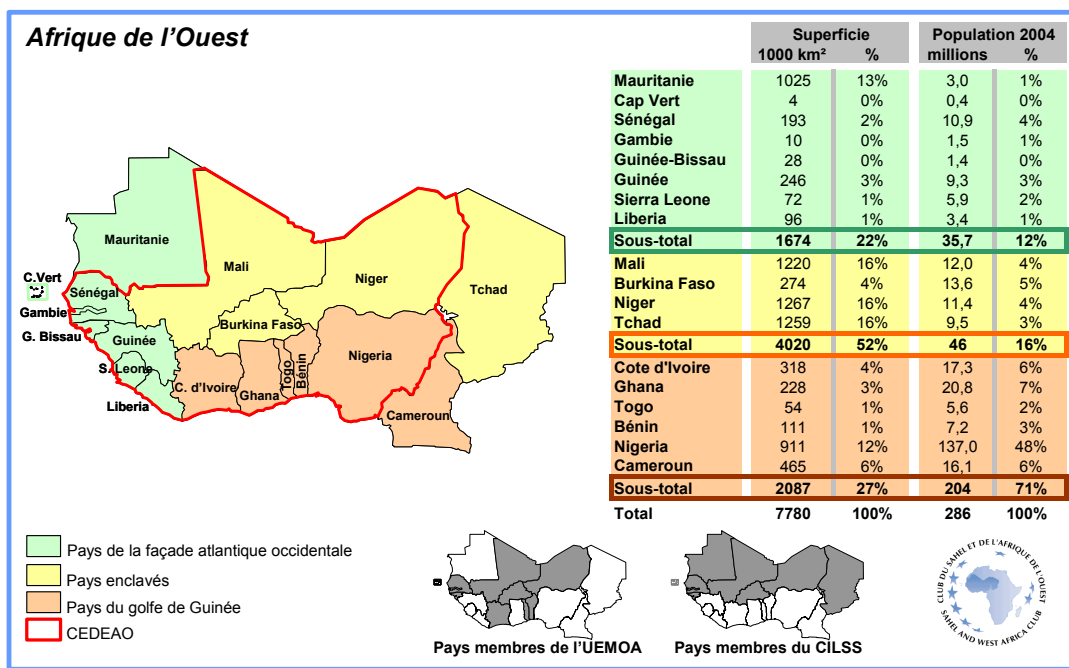 Afrique de l'Ouest
Superficie Population 2004
1000 km² % millions %
Mauritanie 1025 13% 3,0 1%
Cap Vert 4 0% 0,4 0%
Sénégal 193 2% 10,9 4%
Gambie 10 0% 1,5 1%
Guinée-Bissau 28 0% 1,4 0%
Guinée 246 3% 9,3 3%
Sierra Leone 72 1% 5,9 2%
Liberia 96 1% 3,4 1%
Sous-total 1674 22% 35,7 12%
Mali 1220 16% 12,0 4%
Burkina Faso 274 4% 13,6 5%
Niger 1267 16% 11,4 4%
Tchad 1259 16% 9,5 3%
Sous-total 4020 52% 46 16%
Cote d'Ivoire 318 4% 17,3 6%
Ghana 228 3% 20,8 7%
Togo 54 1% 5,6 2%
Bénin 111 1% 7,2 3%
Nigeria 911 12% 137,0 48%
Cameroun 465 6% 16,1 6%
Sous-total 2087 27% 204 71%
Total 7780 100% 286 100%
Mauritanie
Mali
Niger
Tchad
C.Vert
Sénégal
Gambie
G. Bissau
Guinée
Burkina Faso
S. Leone
Liberia
C. d'Ivoire
Ghana
Togo
Bénin
Nigeria
Cameroun
Pays de la façade atlantique occidentale
Pays enclavés
Pays du golfe de Guinée
CEDEAO
Pays membres de l'UEMOA
Pays membres du CILSS
CLUB DU SAHEL ET DE L'AFRIQUE DE L'OUEST
SAHEL AND WEST AFRICA CLUB